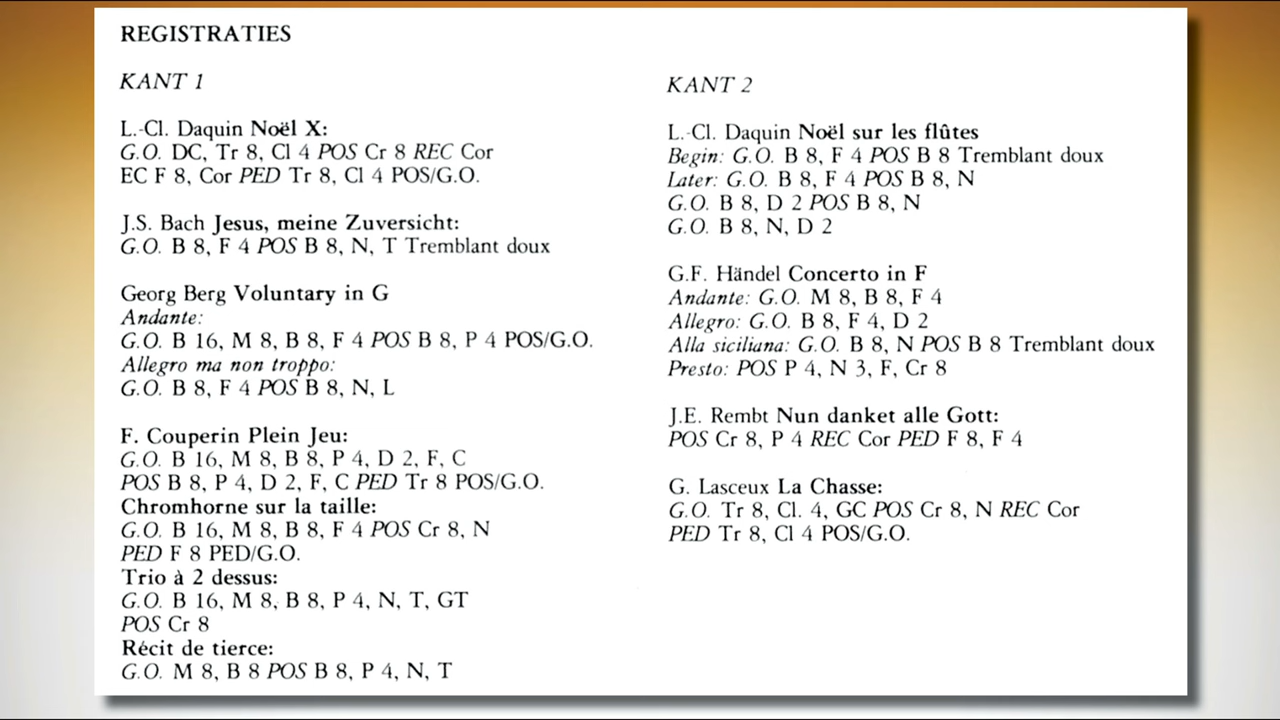 REGISTRATIES
KANT 1
L.-Cl. Daquin Noël X:
G.O. DC, Tr 8, Cl 4 POS Cr 8 REC Cor
EC F 8, Cor PED Tr 8, Cl 4 POS/G.O.
J.S. Bach Jesus, meine Zuversicht:
G.O. B 8, F 4 POS B 8, N, T Tremblant doux
Georg Berg Voluntary in G
Andante:
G.O. B 16, M 8, B 8, F 4 POS B 8, P 4 POS/G.O.
Allegro ma non troppo:
G.O. B 8, F 4 POS B 8, N, L
F. Couperin Plein Jeu:
G.O. B 16, M 8, B 8, P 4, D 2, F, C
POS B 8, P 4, D 2, F, C PED Tr 8 POS/G.O.
Chromhorne sur la taille:
G.O. B 16, M 8, B 8, F 4 POS Cr 8, N
PED F 8 PED/G.O.
Trio à 2 dessus:
G.O. B 16, M 8, B 8, P 4, N, T, GT
POS Cr 8
Récit de tierce:
G.O. M 8, B 8 POS B 8, P 4, N, T
KANT 2
L.-Cl. Daquin Noël sur les flûtes
Begin: G.O. B 8, F 4 POS B 8 Tremblant doux
Later: G.O. B 8, F 4 POS B 8, N
G.O. B 8, D 2 POS B 8, N
G.O. B 8, N, D 2
G.F. Händel Concerto in F
Andante: G.O. M 8, B 8, F 4
Allegro: G.O. B 8, F 4, D 2
Alla siciliana: G.O. B 8, N POS B 8 Tremblant doux
Presto: POS P 4, N 3, F, Cr 8
J.E. Rembt Nun danket alle Gott:
POS Cr 8, P 4 REC Cor PED F 8, F 4
G. Lasceux La Chasse:
G.O. Tr 8, Cl. 4, GC POS Cr 8, N REC Cor
PED Tr 8, Cl 4 POS/G.O.